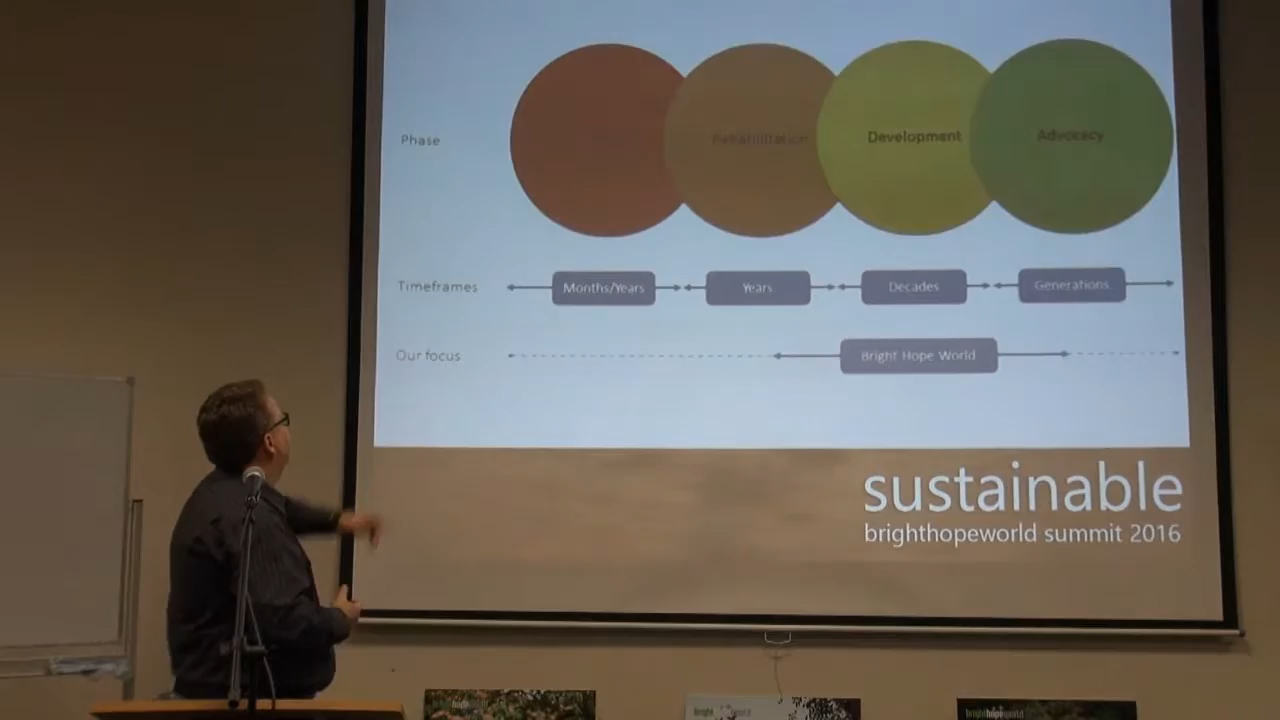 Phase
Rehabilitation
Development
Advocacy
Timeframes
Months/Years
Years
Decades
Generations
Our focus
Bright Hope World
sustainable
brighthopeworld summit 2016
brighthopeworld